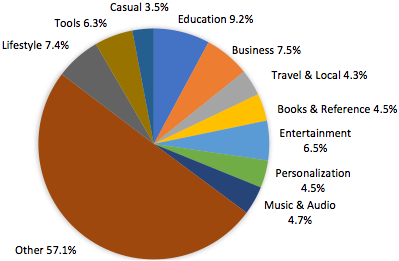 Casual 3.5%
Education 9.2%
Tools 6.3%
Lifestyle 7.4%
Business 7.5%
Travel & Local 4.3%
Books & Reference 4.5%
Entertainment
6.5%
Personalization
4.5%
Music & Audio
4.7%
Other 57.1%